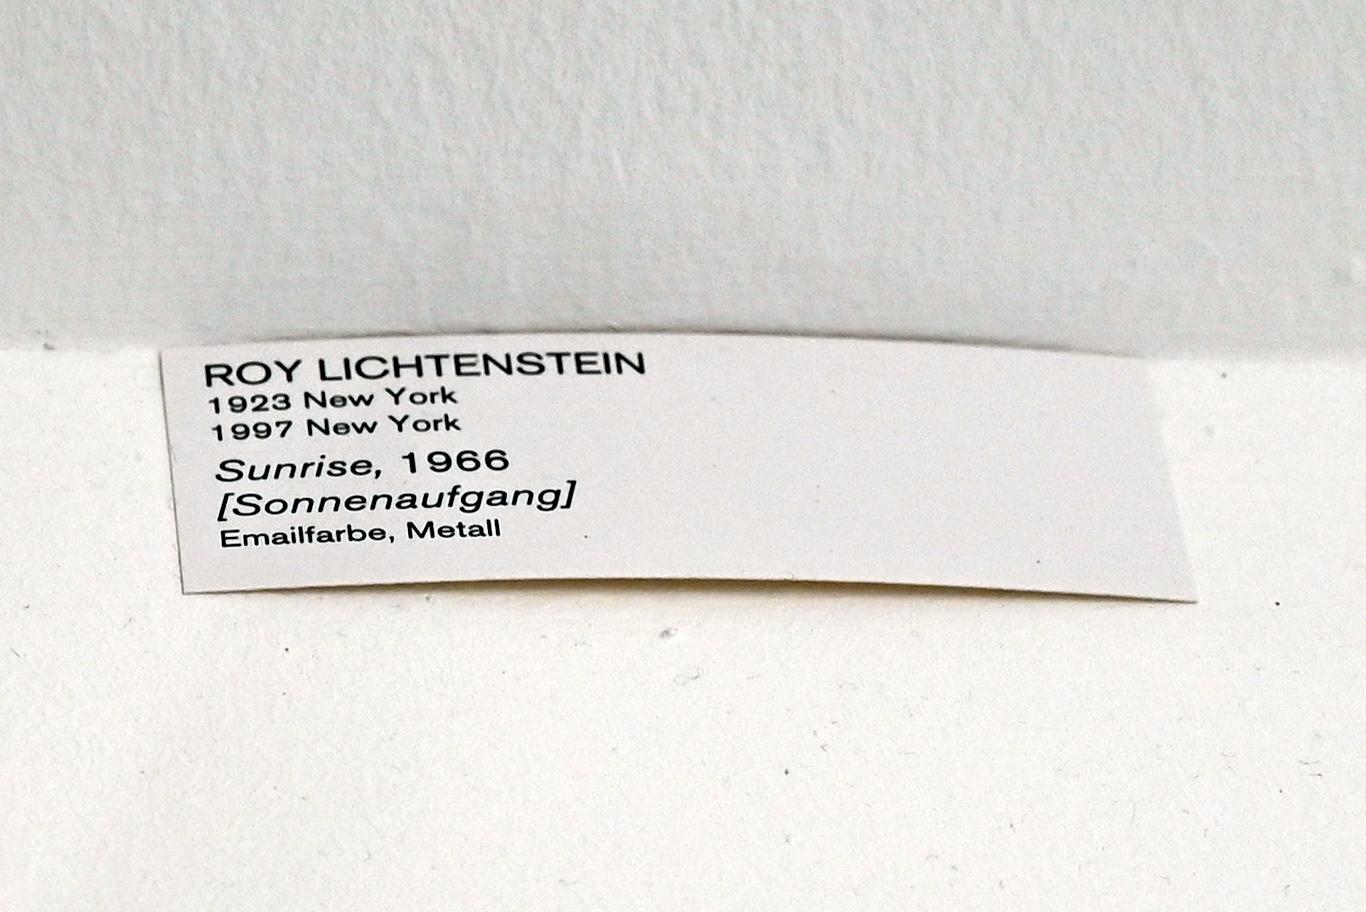 ROY LICHTENSTEIN
1923 New York
1997 New York
Sunrise, 1966
[Sonnenaufgang]
Emailfarbe, Metall